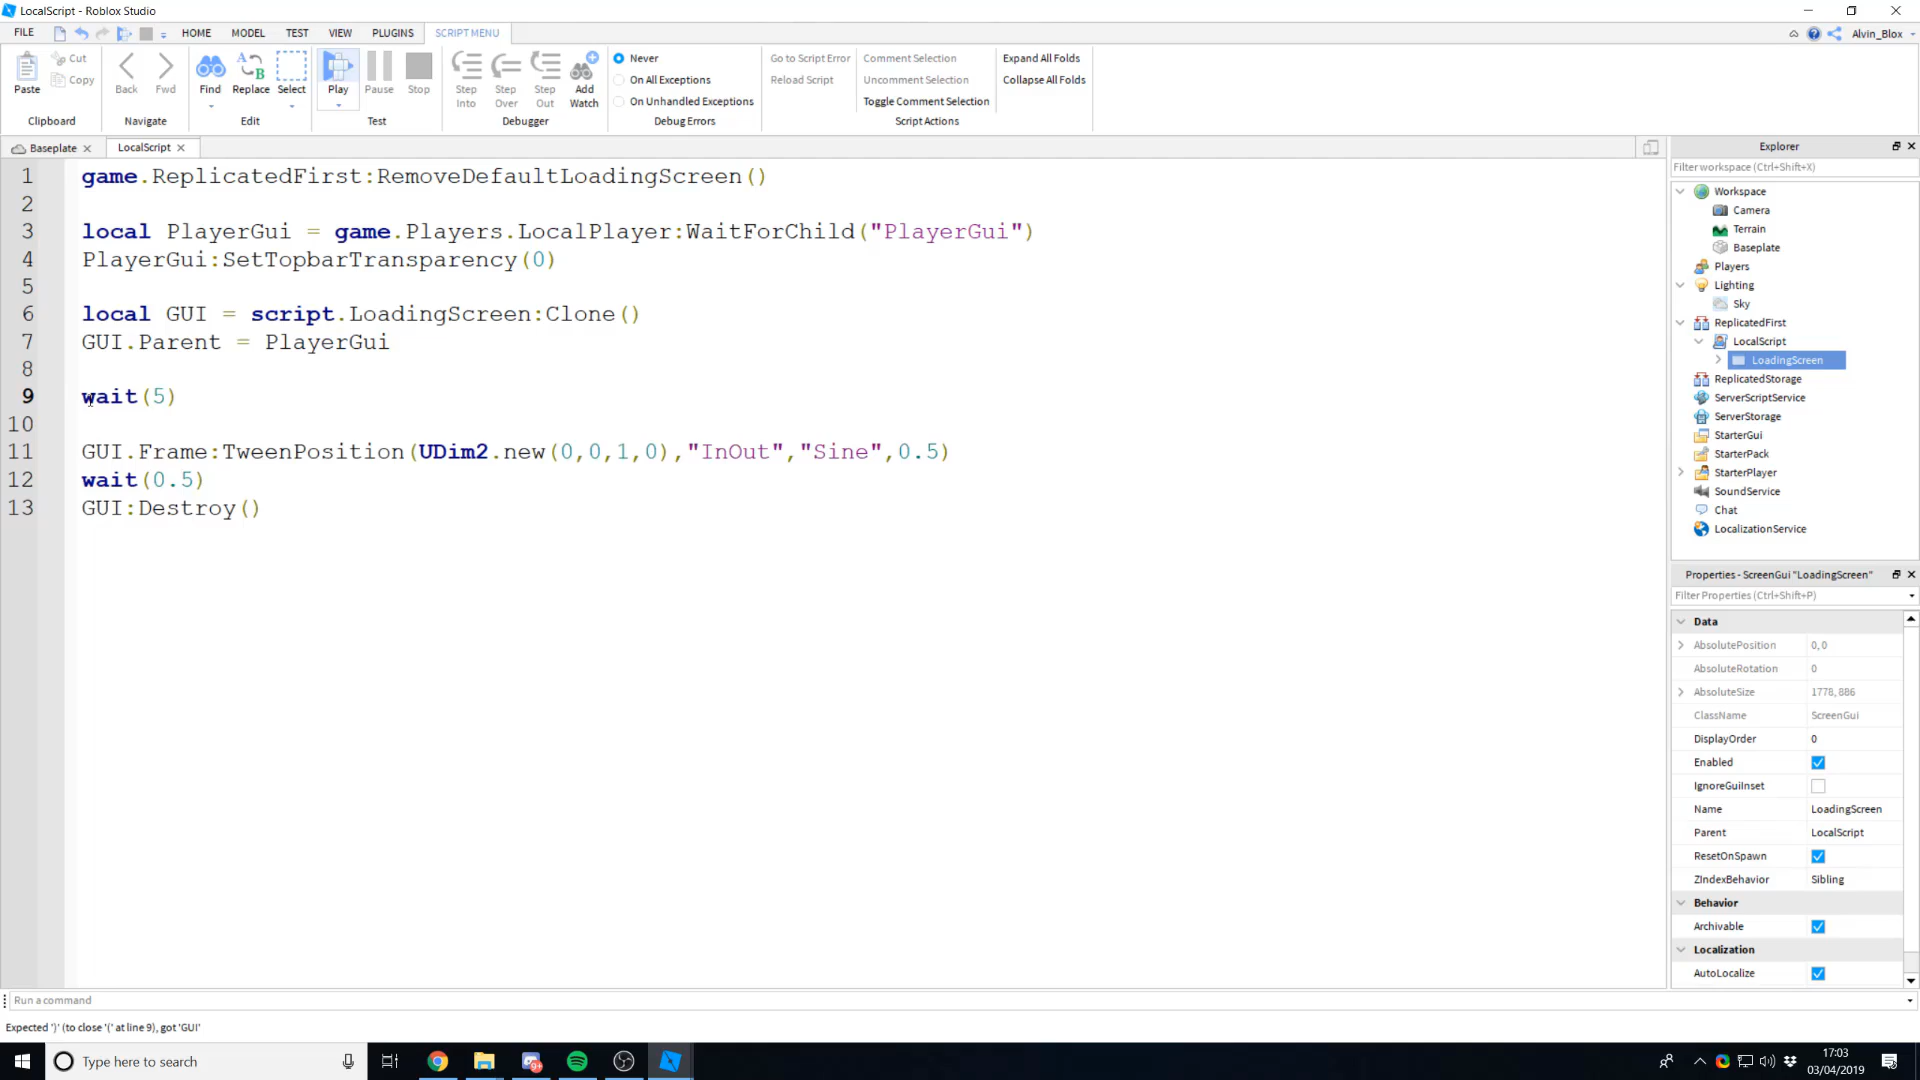 LocalScript - Roblox Studio
FILE HOME MODEL TEST VIEW PLUGINS SCRIPT MENU Alvin_Blox
Paste Cut Copy Back Fwd Find Replace Select Play Pause Stop Step Into Step Over Step Out Add Watch
Never Go to Script Error Comment Selection Expand All Folds
On All Exceptions Reload Script Uncomment Selection Collapse All Folds
On Unhandled Exceptions Toggle Comment Selection
Clipboard Navigate Edit Test Debugger Debug Errors Script Actions
Baseplate LocalScript
1 game.ReplicatedFirst:RemoveDefaultLoadingScreen()
2
3 local PlayerGui = game.Players.LocalPlayer:WaitForChild("PlayerGui")
4 PlayerGui:SetTopbarTransparency(0)
5
6 local GUI = script.LoadingScreen:Clone()
7 GUI.Parent = PlayerGui
8
9 wait(5)
10
11 GUI.Frame:TweenPosition(UDim2.new(0,0,1,0),"InOut","Sine",0.5)
12 wait(0.5)
13 GUI:Destroy()
Explorer
Filter workspace (Ctrl+Shift+X)
Workspace
Camera
Terrain
Baseplate
Players
Lighting
Sky
ReplicatedFirst
LocalScript
LoadingScreen
ReplicatedStorage
ServerScriptService
ServerStorage
StarterGui
StarterPack
StarterPlayer
SoundService
Chat
LocalizationService
Properties - ScreenGui "LoadingScreen"
Filter Properties (Ctrl+Shift+P)
Data
AbsolutePosition 0, 0
AbsoluteRotation 0
AbsoluteSize 1778, 886
ClassName ScreenGui
DisplayOrder 0
Enabled
IgnoreGuiInset
Name LoadingScreen
Parent LocalScript
ResetOnSpawn
ZIndexBehavior Sibling
Behavior
Archivable
Localization
AutoLocalize
Run a command
Expected ')' (to close '(' at line 9), got 'GUI'
Type here to search
17:03
03/04/2019